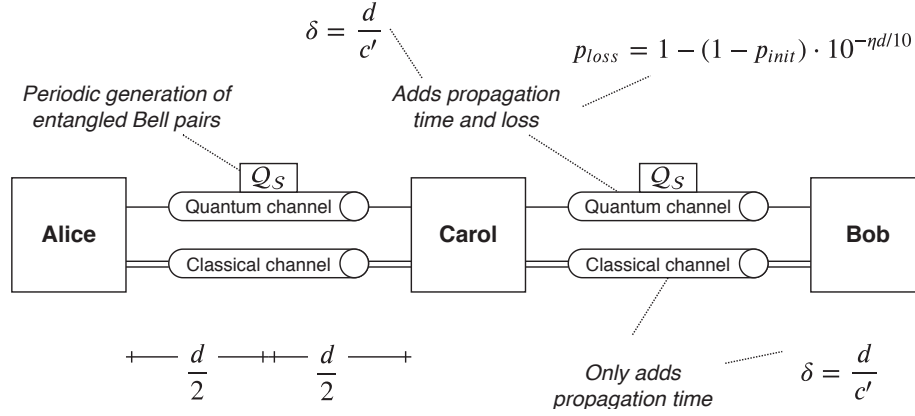 δ = d/c′
p_loss = 1 − (1 − p_init) · 10^{−ηd/10}
Periodic generation of
entangled Bell pairs
Adds propagation
time and loss
Q_S
Q_S
Alice
Quantum channel
Classical channel
Carol
Quantum channel
Classical channel
Bob
d/2
d/2
Only adds
propagation time
δ = d/c′